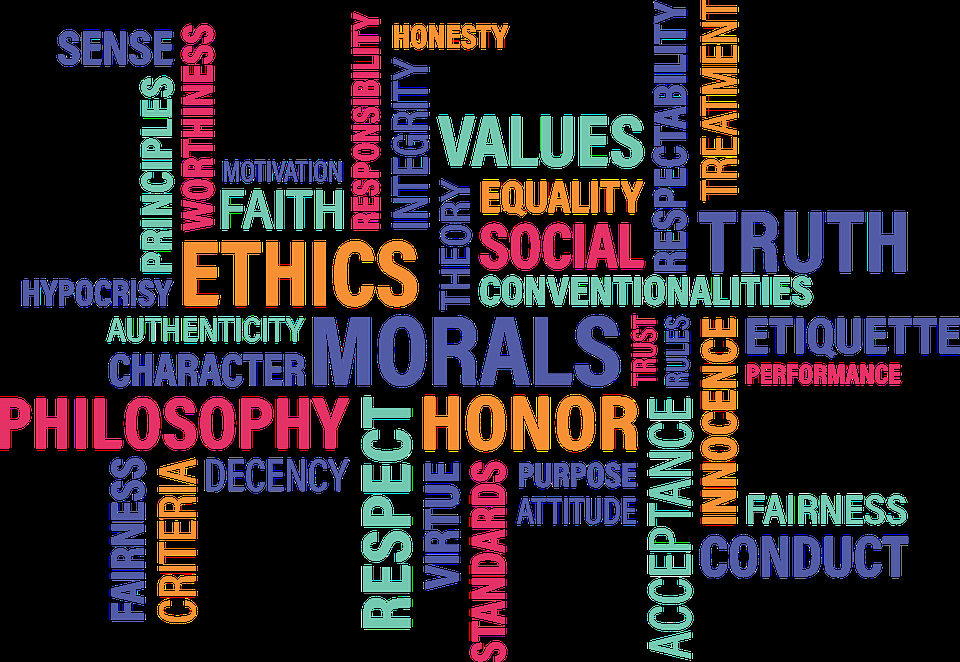 SENSE
PRINCIPLES
WORTHINESS
MOTIVATION
FAITH
RESPONSIBILITY
HONESTY
INTEGRITY
VALUES
THEORY
EQUALITY
SOCIAL
CONVENTIONALITIES
RESPECTABILITY
TREATMENT
TRUTH
HYPOCRISY
ETHICS
AUTHENTICITY
CHARACTER
MORALS
TRUST
RULES
INNOCENCE
ETIQUETTE
PERFORMANCE
PHILOSOPHY
RESPECT
HONOR
ACCEPTANCE
FAIRNESS
CRITERIA
DECENCY
VIRTUE
STANDARDS
PURPOSE
ATTITUDE
FAIRNESS
CONDUCT